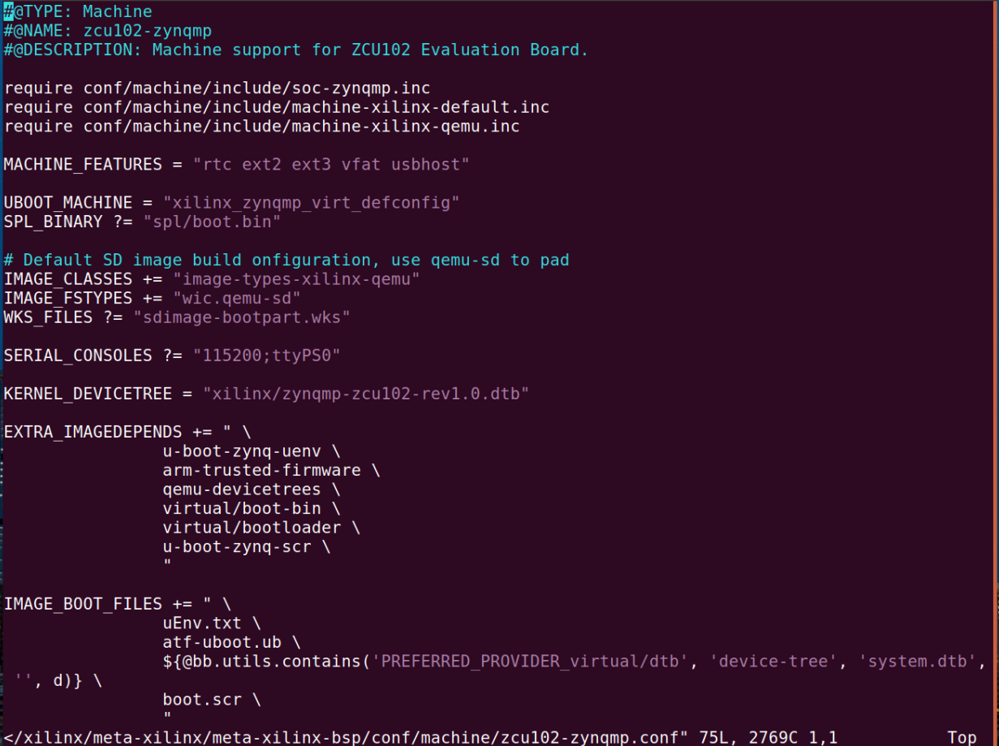 #@TYPE: Machine
#@NAME: zcu102-zynqmp
#@DESCRIPTION: Machine support for ZCU102 Evaluation Board.
require conf/machine/include/soc-zynqmp.inc
require conf/machine/include/machine-xilinx-default.inc
require conf/machine/include/machine-xilinx-qemu.inc
MACHINE_FEATURES = "rtc ext2 ext3 vfat usbhost"
UBOOT_MACHINE = "xilinx_zynqmp_virt_defconfig"
SPL_BINARY ?= "spl/boot.bin"
# Default SD image build onfiguration, use qemu-sd to pad
IMAGE_CLASSES += "image-types-xilinx-qemu"
IMAGE_FSTYPES += "wic.qemu-sd"
WKS_FILES ?= "sdimage-bootpart.wks"
SERIAL_CONSOLES ?= "115200;ttyPS0"
KERNEL_DEVICETREE = "xilinx/zynqmp-zcu102-rev1.0.dtb"
EXTRA_IMAGEDEPENDS += " \
u-boot-zynq-uenv \
arm-trusted-firmware \
qemu-devicetrees \
virtual/boot-bin \
virtual/bootloader \
u-boot-zynq-scr \
"
IMAGE_BOOT_FILES += " \
uEnv.txt \
atf-uboot.ub \
${@bb.utils.contains('PREFERRED_PROVIDER_virtual/dtb', 'device-tree', 'system.dtb',
'', d)} \
boot.scr \
"
</xilinx/meta-xilinx/meta-xilinx-bsp/conf/machine/zcu102-zynqmp.conf" 75L, 2769C 1,1 Top